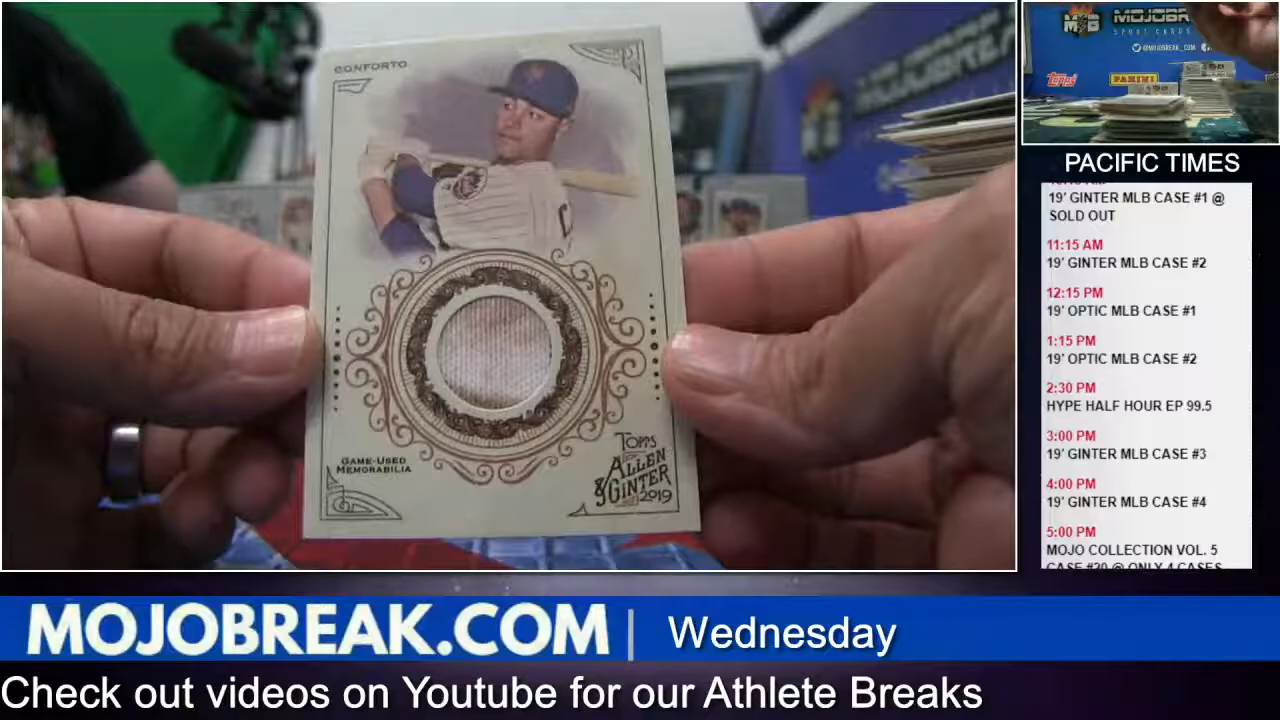 CONFORTO
GAME-USED
MEMORABILIA
TOPPS
ALLEN
& GINTER
2019
MOJOBR
SPORT CARDS
@MOJOBREAK_COM
TOPPS
PANINI
PACIFIC TIMES
19' GINTER MLB CASE #1 @
SOLD OUT
11:15 AM
19' GINTER MLB CASE #2
12:15 PM
19' OPTIC MLB CASE #1
1:15 PM
19' OPTIC MLB CASE #2
2:30 PM
HYPE HALF HOUR EP 99.5
3:00 PM
19' GINTER MLB CASE #3
4:00 PM
19' GINTER MLB CASE #4
5:00 PM
MOJO COLLECTION VOL. 5
CASE #20 @ ONLY 4 CASES
MOJOBREAK.COM | Wednesday
Check out videos on Youtube for our Athlete Breaks